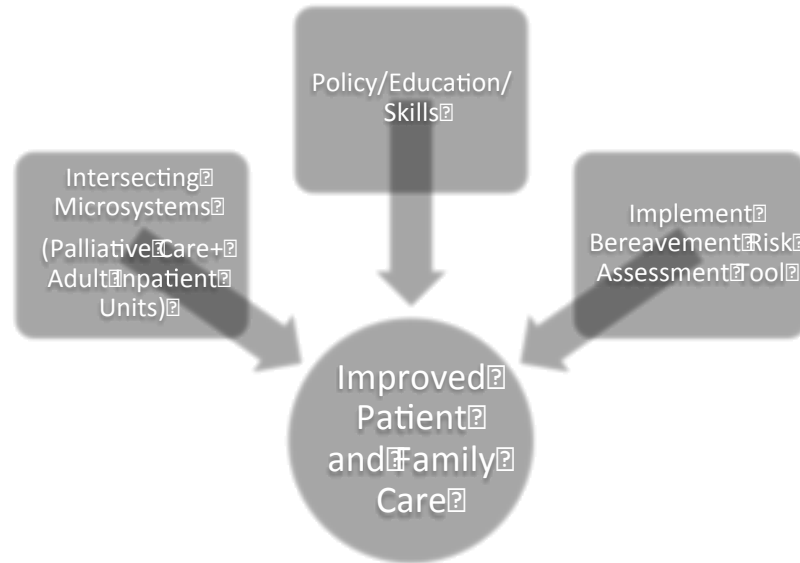 Policy/Education/
Skills
Intersecting
Microsystems
(Palliative Care+
Adult Inpatient
Units)
Implement
Bereavement Risk
Assessment Tool
Improved
Patient
and Family
Care